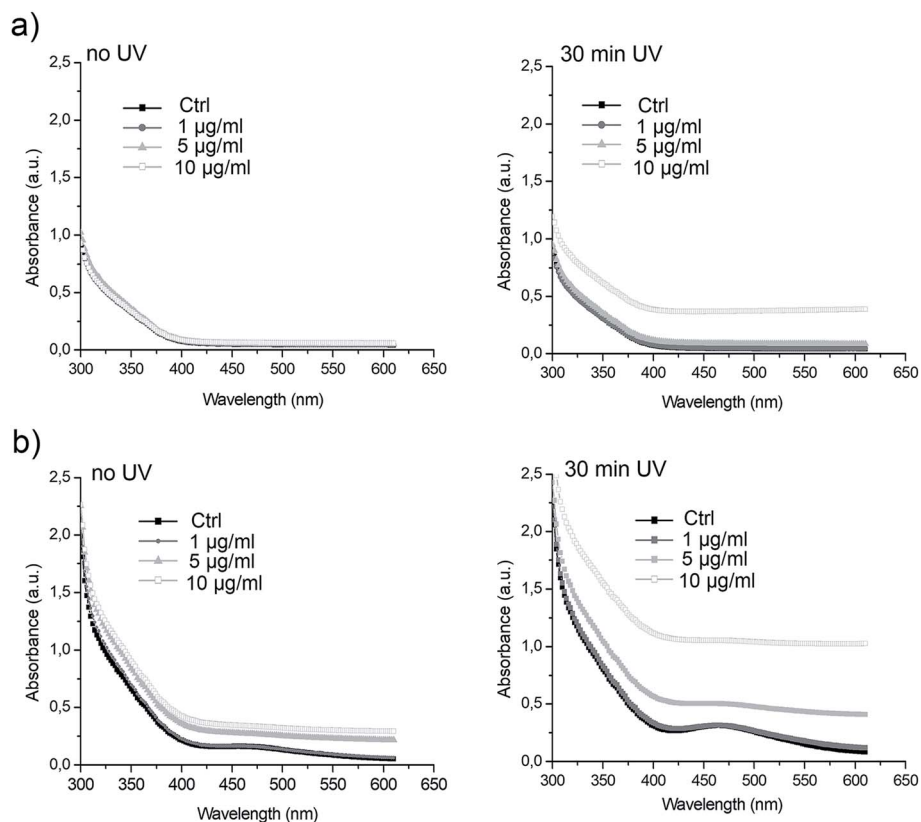 a)
no UV
2,5
2,0
1,5
1,0
0,5
0,0
Absorbance (a.u.)
Ctrl
1 µg/ml
5 µg/ml
10 µg/ml
300 350 400 450 500 550 600 650
Wavelength (nm)
30 min UV
2,5
2,0
1,5
1,0
0,5
0,0
Absorbance (a.u.)
Ctrl
1 µg/ml
5 µg/ml
10 µg/ml
300 350 400 450 500 550 600 650
Wavelength (nm)
b)
no UV
2,5
2,0
1,5
1,0
0,5
0,0
Absorbance (a.u.)
Ctrl
1 µg/ml
5 µg/ml
10 µg/ml
300 350 400 450 500 550 600 650
Wavelength (nm)
30 min UV
2,5
2,0
1,5
1,0
0,5
0,0
Absorbance (a.u.)
Ctrl
1 µg/ml
5 µg/ml
10 µg/ml
300 350 400 450 500 550 600 650
Wavelength (nm)